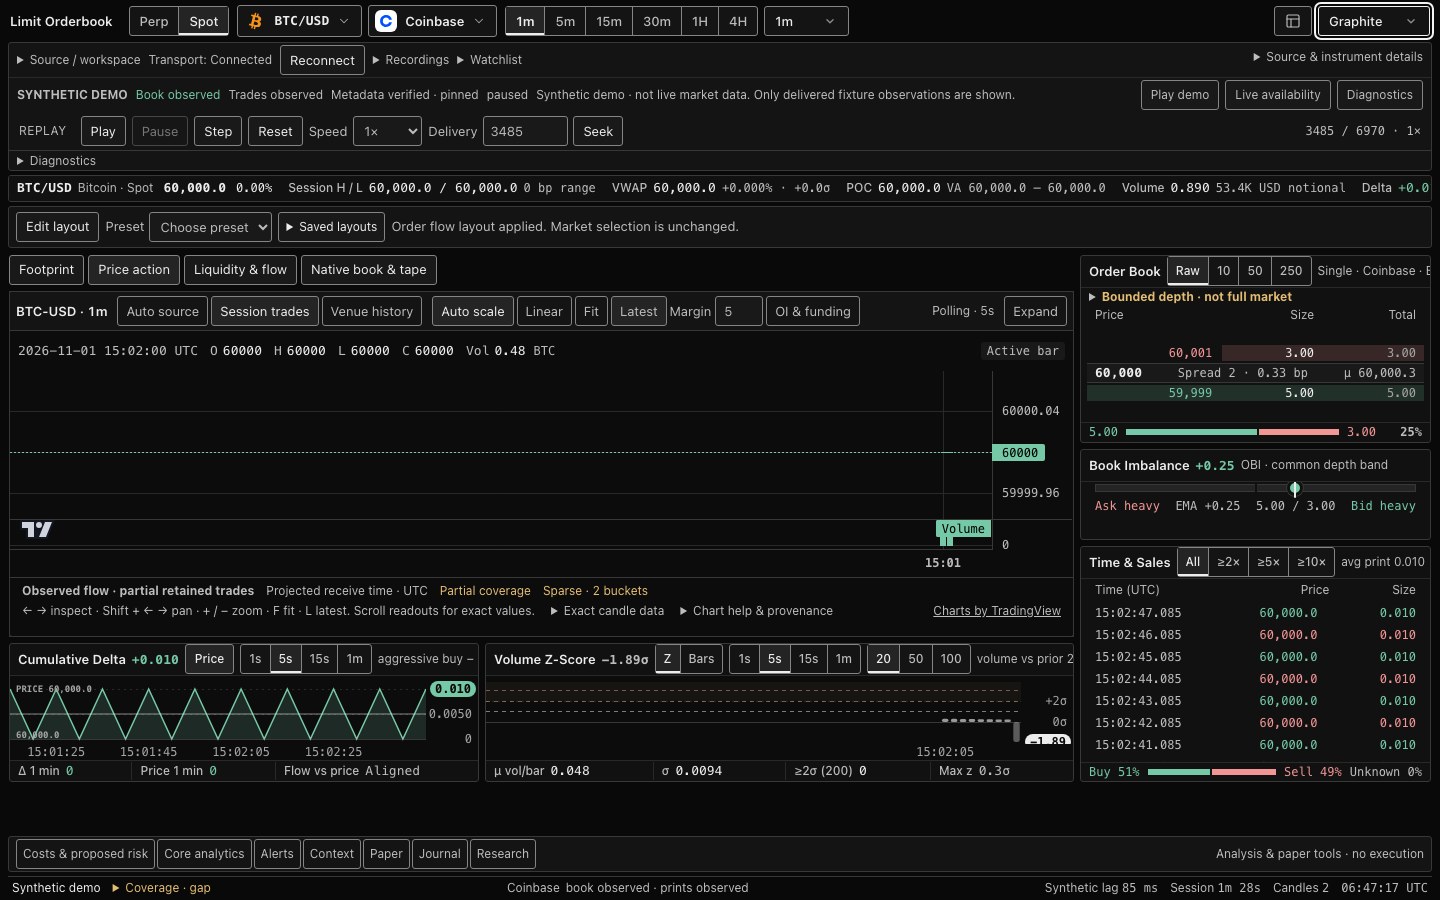 Limit Orderbook Perp Spot BTC/USD Coinbase 1m 5m 15m 30m 1H 4H 1m Graphite
▶ Source / workspace Transport: Connected Reconnect ▶ Recordings ▶ Watchlist ▶ Source & instrument details
SYNTHETIC DEMO Book observed Trades observed Metadata verified · pinned paused Synthetic demo · not live market data. Only delivered fixture observations are shown. Play demo Live availability Diagnostics
REPLAY Play Pause Step Reset Speed 1× Delivery 3485 Seek 3485 / 6970 · 1×
▶ Diagnostics
BTC/USD Bitcoin · Spot 60,000.0 0.00% Session H / L 60,000.0 / 60,000.0 0 bp range VWAP 60,000.0 +0.000% · +0.0σ POC 60,000.0 VA 60,000.0 – 60,000.0 Volume 0.890 53.4K USD notional Delta +0.0
Edit layout Preset Choose preset ▶ Saved layouts Order flow layout applied. Market selection is unchanged.
Footprint Price action Liquidity & flow Native book & tape
BTC-USD · 1m Auto source Session trades Venue history Auto scale Linear Fit Latest Margin 5 OI & funding Polling · 5s Expand
2026-11-01 15:02:00 UTC O 60000 H 60000 L 60000 C 60000 Vol 0.48 BTC Active bar
60000.04
60000
59999.96
Volume
0
15:01
Observed flow · partial retained trades Projected receive time · UTC Partial coverage Sparse · 2 buckets
← → inspect · Shift + ← → pan · + / − zoom · F fit · L latest. Scroll readouts for exact values. ▶ Exact candle data ▶ Chart help & provenance Charts by TradingView
Order Book Raw 10 50 250 Single · Coinbase ·
▶ Bounded depth · not full market
Price Size Total
60,001 3.00 3.00
60,000 Spread 2 · 0.33 bp μ 60,000.3
59,999 5.00 5.00
5.00 3.00 25%
Book Imbalance +0.25 OBI · common depth band
Ask heavy EMA +0.25 5.00 / 3.00 Bid heavy
Time & Sales All ≥2× ≥5× ≥10× avg print 0.010
Time (UTC) Price Size
15:02:47.085 60,000.0 0.010
15:02:46.085 60,000.0 0.010
15:02:45.085 60,000.0 0.010
15:02:44.085 60,000.0 0.010
15:02:43.085 60,000.0 0.010
15:02:42.085 60,000.0 0.010
15:02:41.085 60,000.0 0.010
Buy 51% Sell 49% Unknown 0%
Cumulative Delta +0.010 Price 1s 5s 15s 1m aggressive buy −
PRICE 60,000.0
0.010
0.0050
60,000.0
0
15:01:25 15:01:45 15:02:05 15:02:25
Δ 1 min 0 Price 1 min 0 Flow vs price Aligned
Volume Z-Score −1.89σ Z Bars 1s 5s 15s 1m 20 50 100 volume vs prior 2
+2σ
0σ
−1.89
15:02:05
μ vol/bar 0.048 σ 0.0094 ≥2σ (200) 0 Max z 0.3σ
Costs & proposed risk Core analytics Alerts Context Paper Journal Research Analysis & paper tools · no execution
Synthetic demo ▶ Coverage · gap Coinbase book observed · prints observed Synthetic lag 85 ms Session 1m 28s Candles 2 06:47:17 UTC